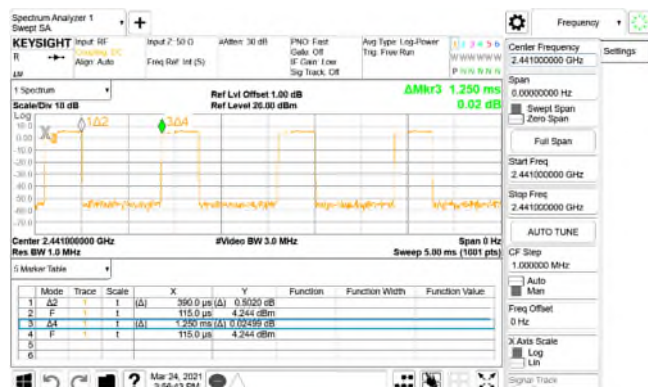 Spectrum Analyzer 1
Swept SA
Frequency
KEYSIGHT
Input: RF
Input Z: 50 Ω
#Atten: 30 dB
PNO: Fast
Avg Type: Log-Power
1 2 3 4 5 6
R
Coupling: DC
Gate: Off
Trig: Free Run
Align: Auto
Freq Ref: Int (S)
IF Gain: Low
W W W W W W
Sig Track: Off
P N N N N N
Center Frequency
2.441000000 GHz
Settings
Span
0.00000000 Hz
Swept Span
Zero Span
Full Span
Start Freq
2.441000000 GHz
Stop Freq
2.441000000 GHz
AUTO TUNE
CF Step
1.000000 MHz
Auto
Man
Freq Offset
0 Hz
X Axis Scale
Log
Lin
Signal Track
1 Spectrum
Scale/Div 10 dB
Ref Lvl Offset 1.00 dB
Ref Level 20.00 dBm
ΔMkr3 1.250 ms
0.02 dB
Log
10.0
0.00
-10.0
-20.0
-30.0
-40.0
-50.0
-60.0
-70.0
1Δ2
3Δ4
Center 2.441000000 GHz
Res BW 1.0 MHz
#Video BW 3.0 MHz
Span 0 Hz
Sweep 5.00 ms (1001 pts)
5 Marker Table
Mode Trace Scale X Y Function Function Width Function Value
1 Δ2 1 t (Δ) 390.0 µs (Δ) 0.5020 dB
2 F 1 t 115.0 µs 4.244 dBm
3 Δ4 1 t (Δ) 1.250 ms (Δ) 0.02499 dB
4 F 1 t 115.0 µs 4.244 dBm
5
6
?
Mar 24, 2021
3:56:43 PM